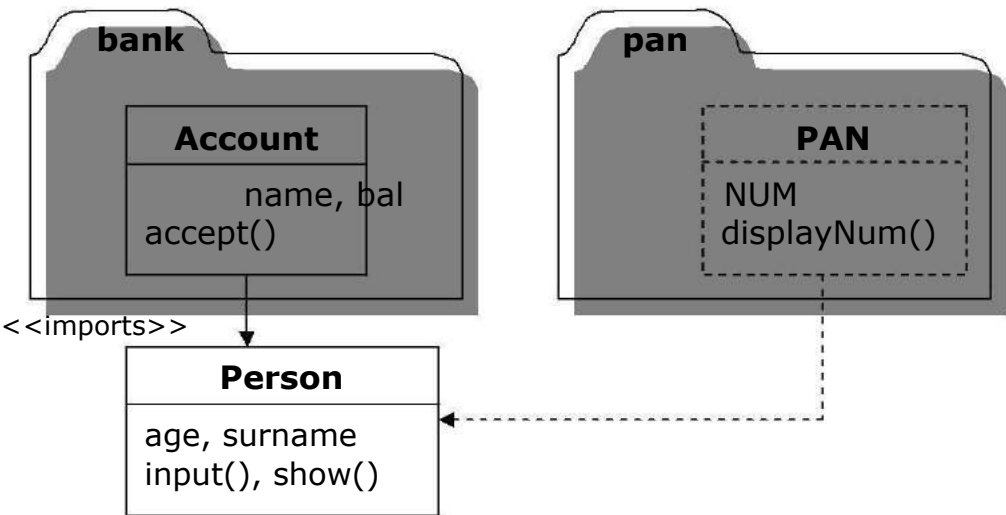 bank
Account
name, bal
accept()
pan
PAN
NUM
displayNum()
<<imports>>
Person
age, surname
input(), show()